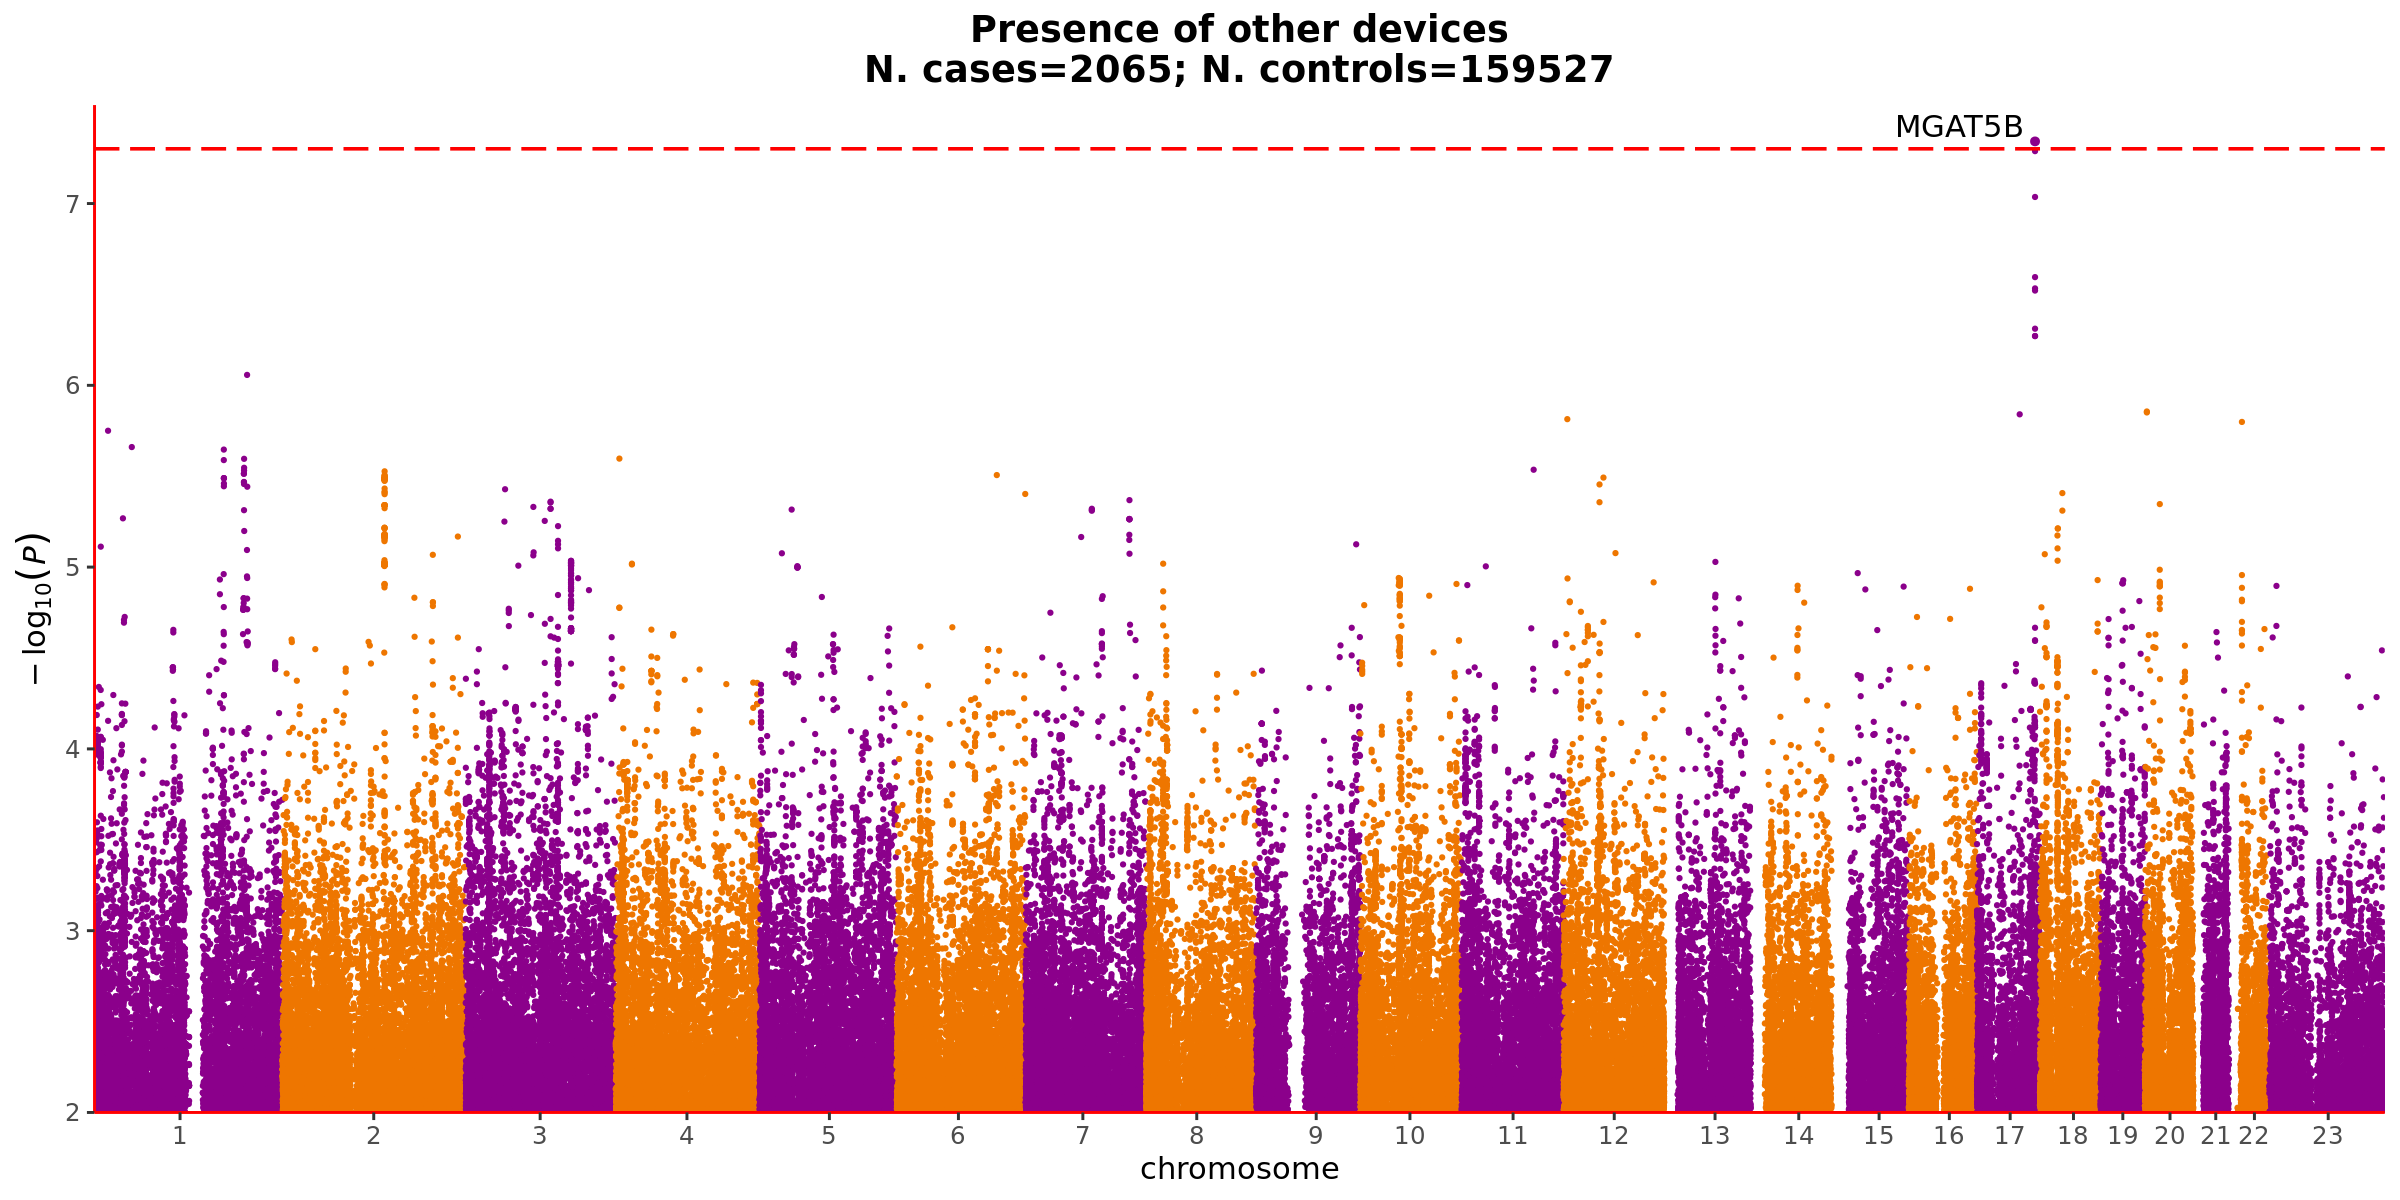 Presence of other devices
N. cases=2065; N. controls=159527
MGAT5B
7
6
5
4
3
2
− log10(P)
1 2 3 4 5 6 7 8 9 10 11 12 13 14 15 16 17 18 19 20 21 22 23
chromosome